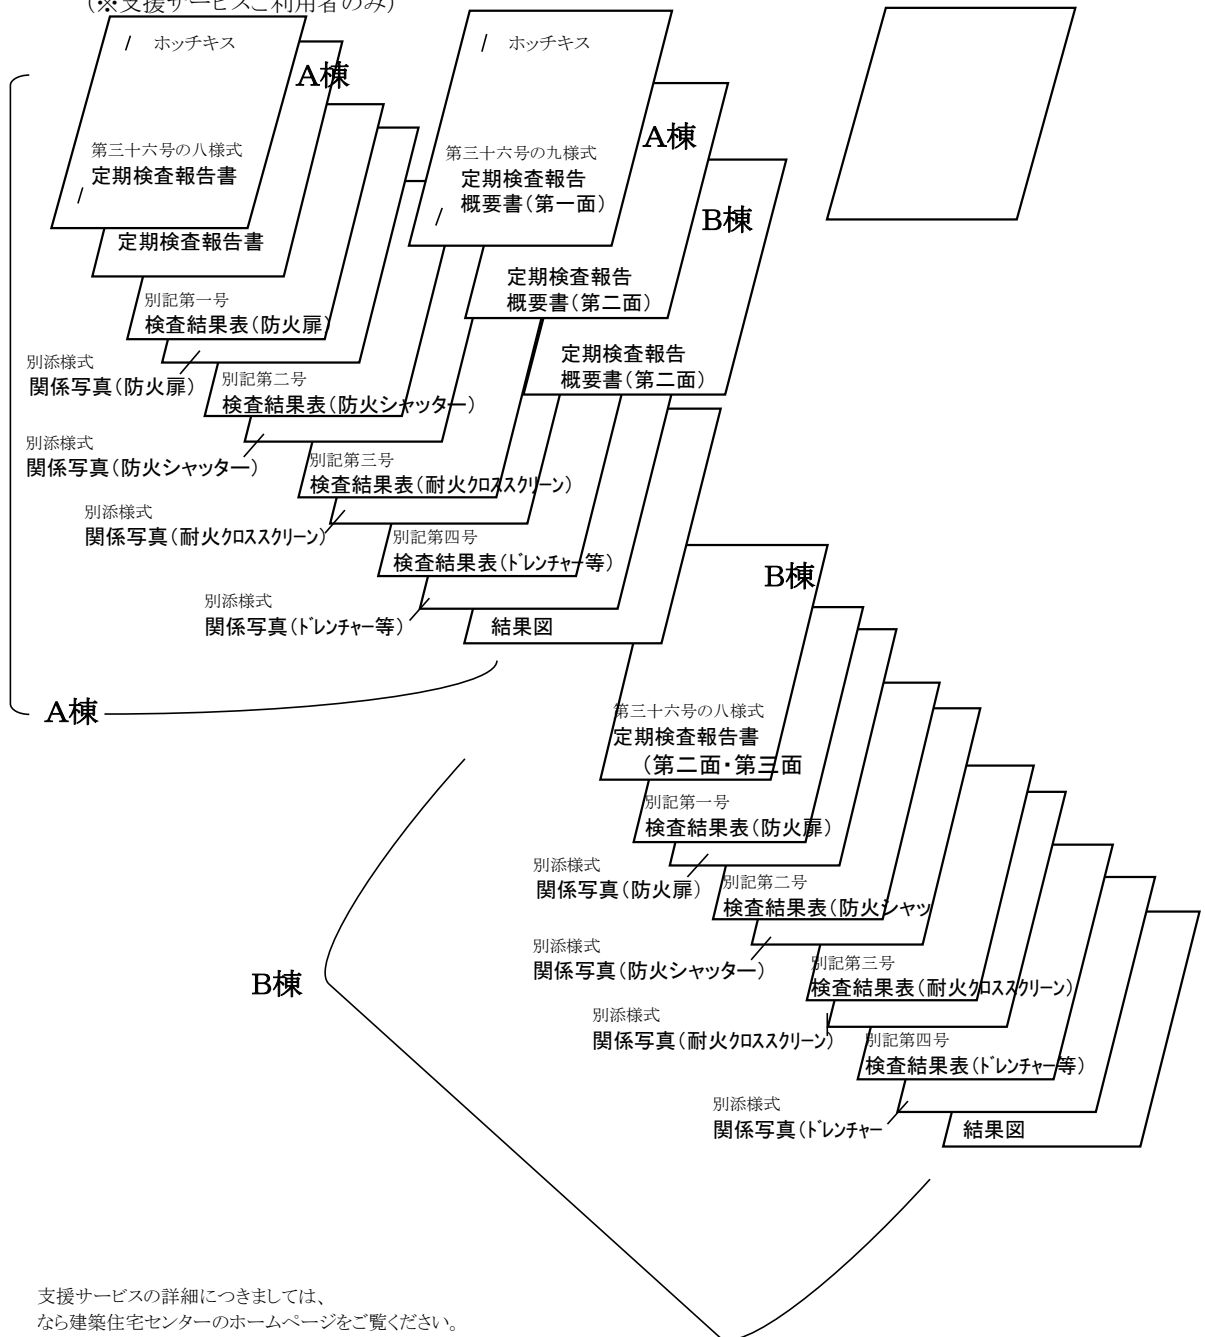 (※支援サービスご利用者のみ)
ホッチキス
A棟
第三十六号の八様式
定期検査報告書
定期検査報告書
別記第一号
検査結果表(防火扉)
別添様式
関係写真(防火扉)
別記第二号
検査結果表(防火シャッター)
別添様式
関係写真(防火シャッター)
別記第三号
検査結果表(耐火クロススクリーン)
別添様式
関係写真(耐火クロススクリーン)
別記第四号
検査結果表(ドレンチャー等)
別添様式
関係写真(ドレンチャー等)
結果図
A棟
ホッチキス
A棟
第三十六号の九様式
定期検査報告
概要書(第一面)
B棟
定期検査報告
概要書(第二面)
定期検査報告
概要書(第二面)
B棟
第三十六号の八様式
定期検査報告書
(第二面・第三面
別記第一号
検査結果表(防火扉)
別添様式
関係写真(防火扉)
別記第二号
検査結果表(防火シャッ
別添様式
関係写真(防火シャッター)
別記第三号
検査結果表(耐火クロススクリーン)
別添様式
関係写真(耐火クロススクリーン)
別記第四号
検査結果表(ドレンチャー等)
別添様式
関係写真(ドレンチャー
結果図
B棟
支援サービスの詳細につきましては、
なら建築住宅センターのホームページをご覧ください。